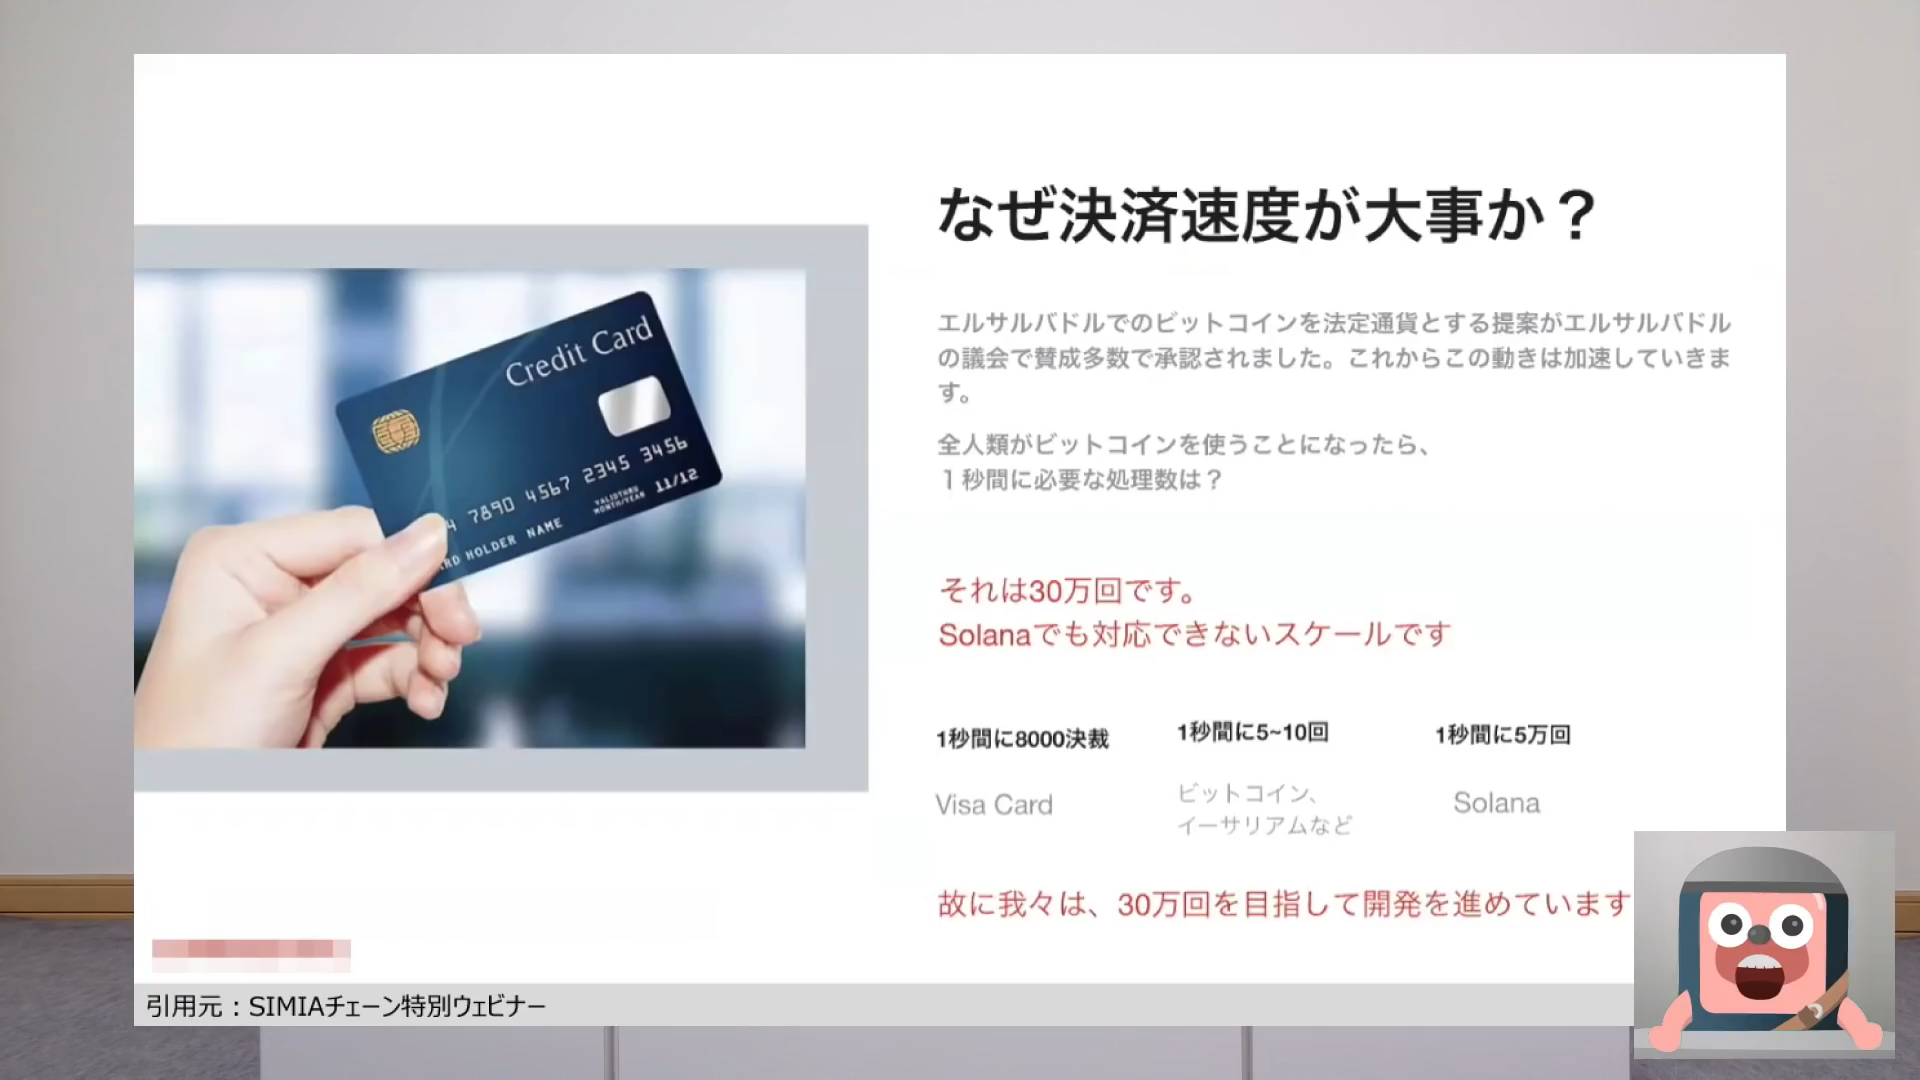 なぜ決済速度が大事か？
エルサルバドルでのビットコインを法定通貨とする提案がエルサルバドル
の議会で賛成多数で承認されました。これからこの動きは加速していきま
す。
全人類がビットコインを使うことになったら、
１秒間に必要な処理数は？
それは30万回です。
Solanaでも対応できないスケールです
1秒間に8000決裁
Visa Card
1秒間に5~10回
ビットコイン、
イーサリアムなど
1秒間に5万回
Solana
故に我々は、30万回を目指して開発を進めています
Credit Card
4 7890 4567 2345 3456
VALID THRU
MONTH/YEAR
11/12
RD HOLDER NAME
引用元：SIMIAチェーン特別ウェビナー